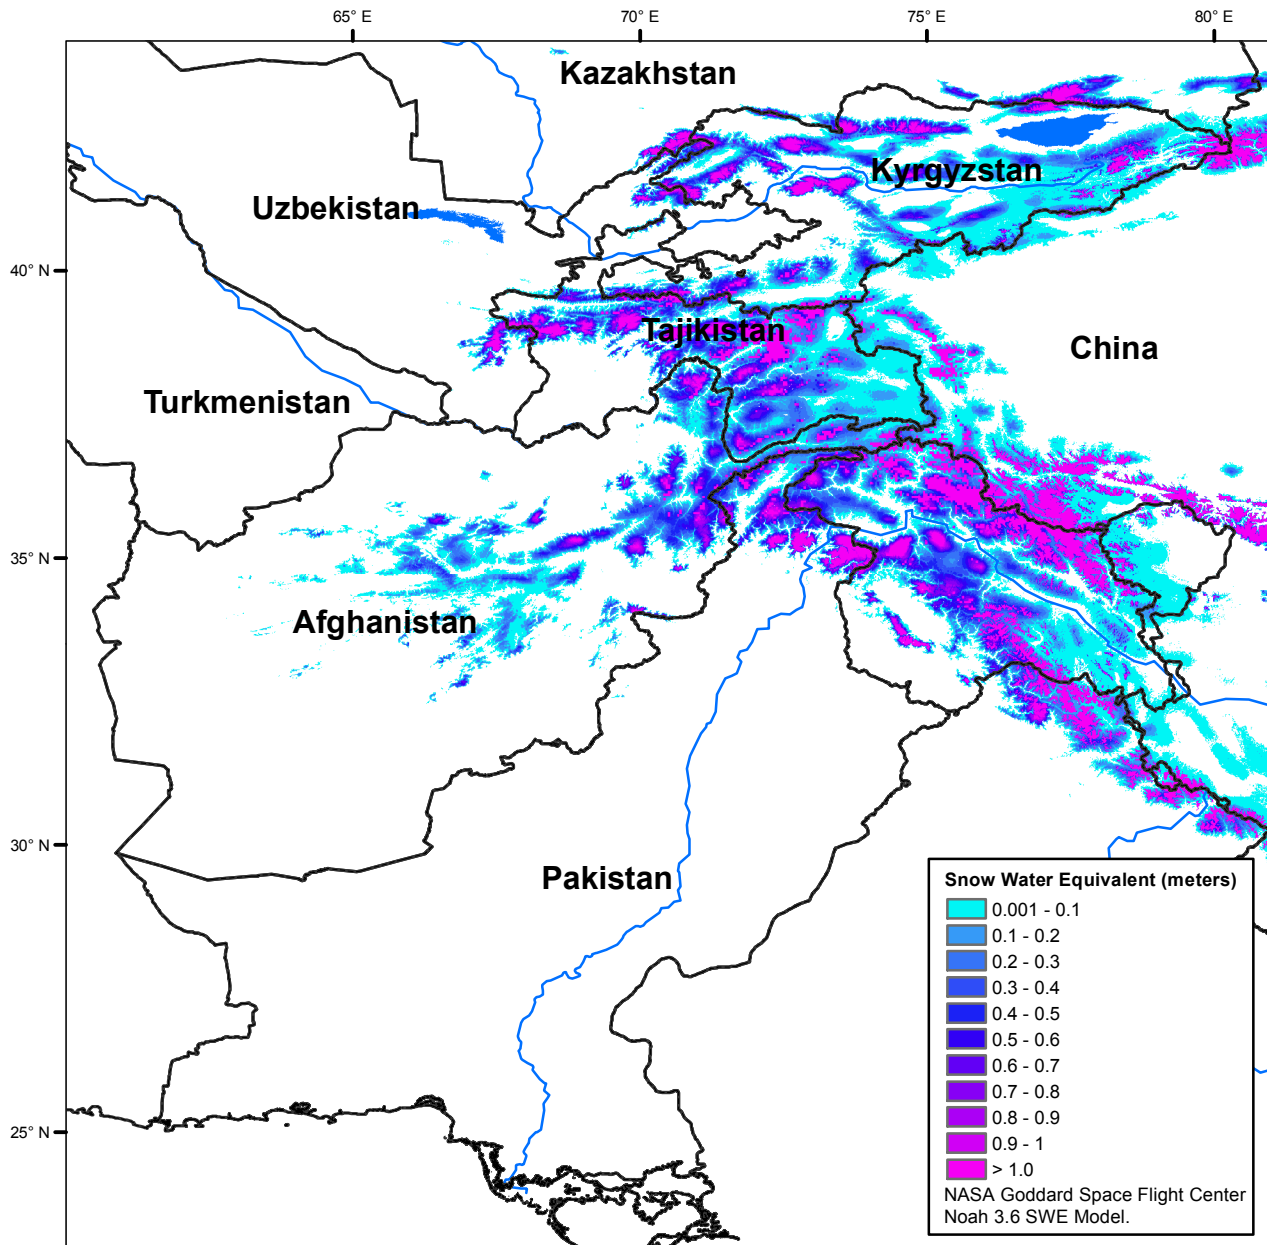 65° E
70° E
75° E
80° E
Kazakhstan
Kyrgyzstan
Uzbekistan
40° N
Tajikistan
China
Turkmenistan
35° N
Afghanistan
30° N
Pakistan
25° N
Snow Water Equivalent (meters)
0.001 - 0.1
0.1 - 0.2
0.2 - 0.3
0.3 - 0.4
0.4 - 0.5
0.5 - 0.6
0.6 - 0.7
0.7 - 0.8
0.8 - 0.9
0.9 - 1
> 1.0
NASA Goddard Space Flight Center
Noah 3.6 SWE Model.